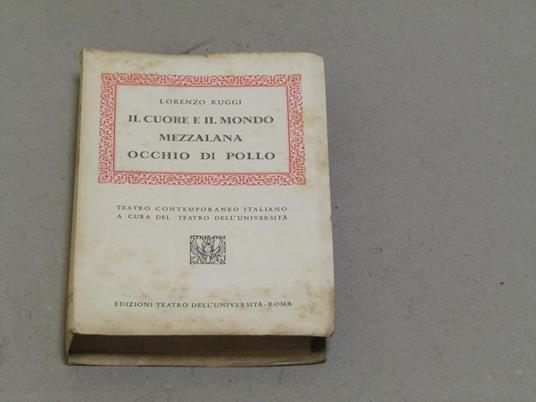 LORENZO RUGGI
IL CUORE E IL MONDO
MEZZALANA
OCCHIO DI POLLO
TEATRO CONTEMPORANEO ITALIANO
A CURA DEL TEATRO DELL'UNIVERSITÀ
EDIZIONI TEATRO DELL'UNIVERSITÀ-ROMA